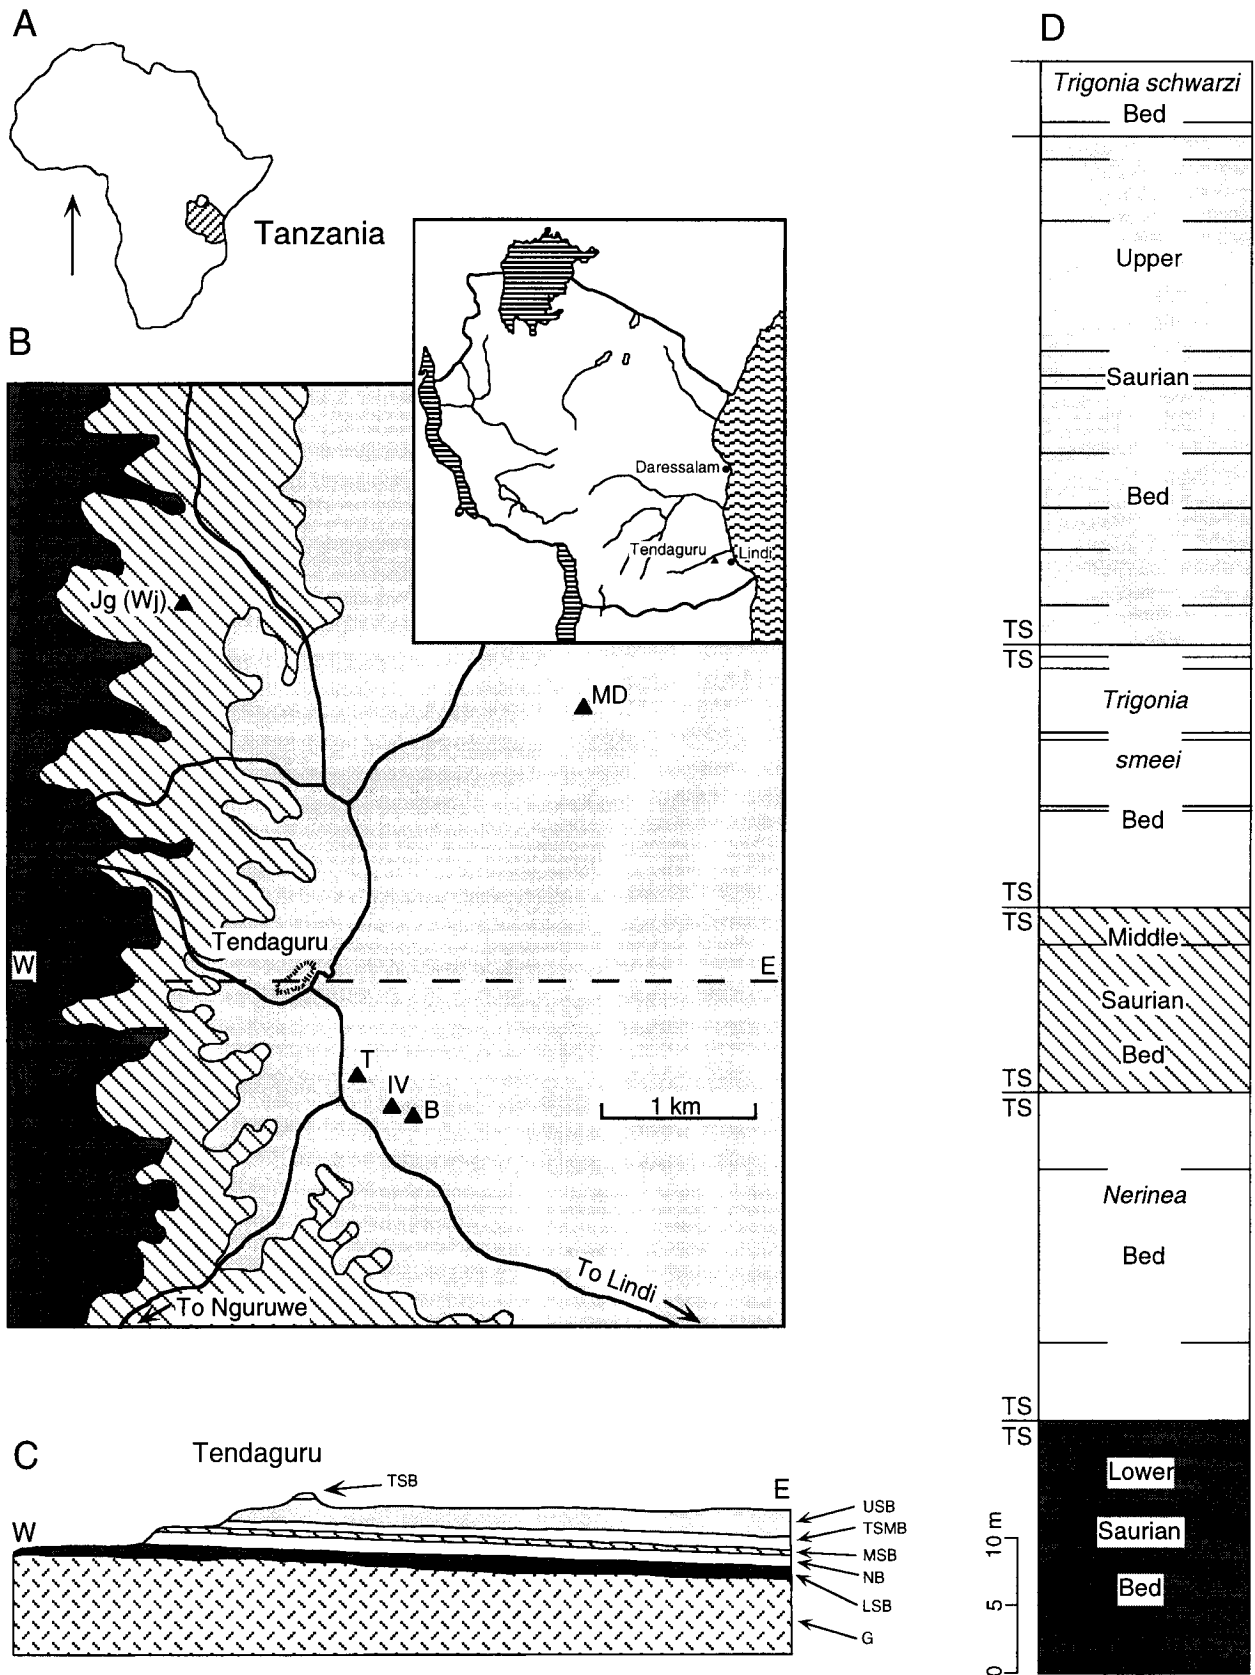 A
Tanzania
B
Daressalam
Tendaguru
Lindi
Jg (Wj)
MD
Tendaguru
W
E
T
IV
B
1 km
To Lindi
To Nguruwe
C
Tendaguru
TSB
E
W
USB
TSMB
MSB
NB
LSB
G
D
Trigonia schwarzi
Bed
Upper
Saurian
Bed
TS
TS
Trigonia
smeei
Bed
TS
TS
Middle
Saurian
Bed
TS
TS
Nerinea
Bed
TS
TS
Lower
Saurian
Bed
10 m
5
0